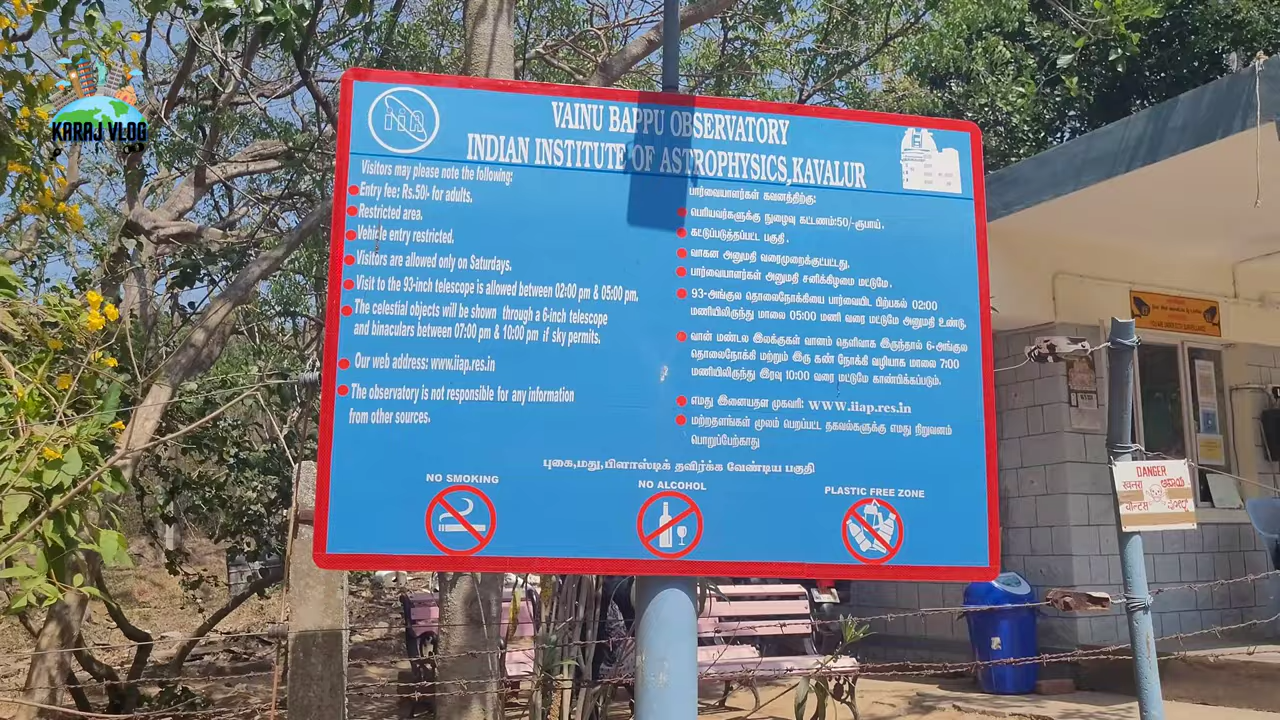 KARAJ VLOG
VAINU BAPPU OBSERVATORY
INDIAN INSTITUTE OF ASTROPHYSICS,KAVALUR
Visitors may please note the following:
Entry fee: Rs.50/- for adults.
Restricted area.
Vehicle entry restricted.
Visitors are allowed only on Saturdays.
Visit to the 93-inch telescope is allowed between 02:00 pm & 05:00 pm.
The celestial objects will be shown through a 6-inch telescope
and binaculars between 07:00 pm & 10:00 pm if sky permits.
Our web address: www.iiap.res.in
The observatory is not responsible for any information
from other sources.
பார்வையாளர்கள் கவனத்திற்கு:
பெரியவர்களுக்கு நுழைவு கட்டணம்:50/-ரூபாய்.
கட்டுப்படுத்தப்பட்ட பகுதி.
வாகன அனுமதி வரைமுறைக்குட்பட்டது.
பார்வையாளர்கள் அனுமதி சனிக்கிழமை மட்டுமே.
93-அங்குல தொலைநோக்கியை பார்வையிட பிற்பகல் 02:00
மணியிலிருந்து மாலை 05:00 மணி வரை மட்டுமே அனுமதி உண்டு.
வான் மண்டல இலக்குகள் வானம் தெளிவாக இருந்தால் 6-அங்குல
தொலைநோக்கி மற்றும் இரு கண் நோக்கி வழியாக மாலை 7:00
மணியிலிருந்து இரவு 10:00 வரை மட்டுமே காண்பிக்கப்படும்.
எமது இணையதள முகவரி: www.iiap.res.in
மற்றதளங்கள் மூலம் பெறப்பட்ட தகவல்களுக்கு எமது நிறுவனம்
பொறுப்பேற்காது
புகை,மது,பிளாஸ்டிக் தவிர்க்க வேண்டிய பகுதி
NO SMOKING
NO ALCOHOL
PLASTIC FREE ZONE
DANGER
खतरा